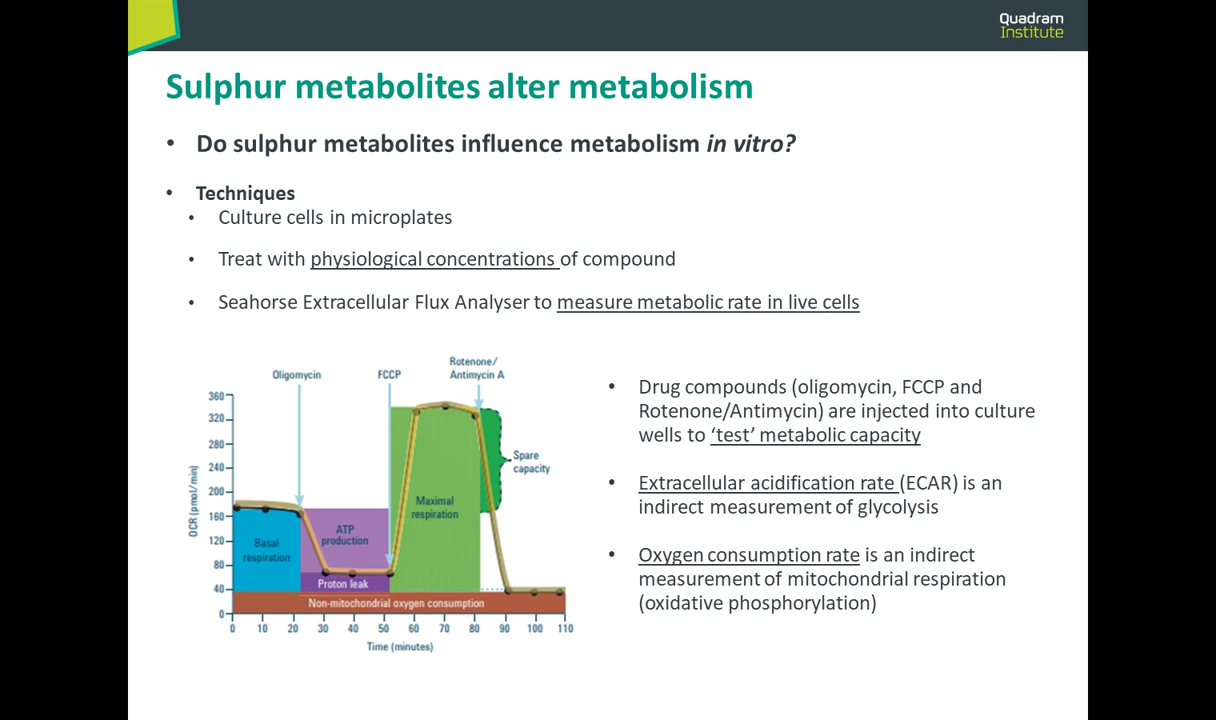 Quadram
Institute
Sulphur metabolites alter metabolism
• Do sulphur metabolites influence metabolism in vitro?
• Techniques
• Culture cells in microplates
• Treat with physiological concentrations of compound
• Seahorse Extracellular Flux Analyser to measure metabolic rate in live cells
Rotenone/
Oligomycin FCCP Antimycin A
360
320
280
240
200
160
120
80
40
0
OCR (pmol/min)
Basal
respiration
ATP
production
Proton leak
Maximal
respiration
Spare
capacity
Non-mitochondrial oxygen consumption
0 10 20 30 40 50 60 70 80 90 100 110
Time (minutes)
• Drug compounds (oligomycin, FCCP and
Rotenone/Antimycin) are injected into culture
wells to ‘test’ metabolic capacity
• Extracellular acidification rate (ECAR) is an
indirect measurement of glycolysis
• Oxygen consumption rate is an indirect
measurement of mitochondrial respiration
(oxidative phosphorylation)